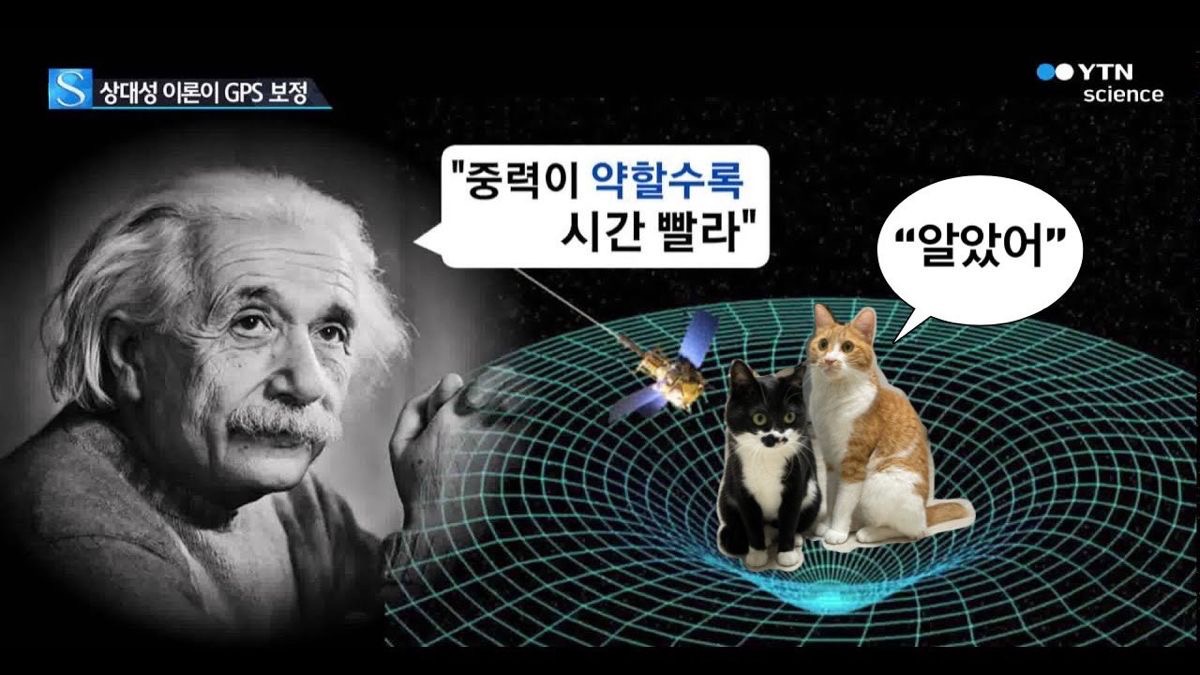 S 상대성 이론이 GPS 보정
YTN
science
"중력이 약할수록
시간 빨라"
“알았어”